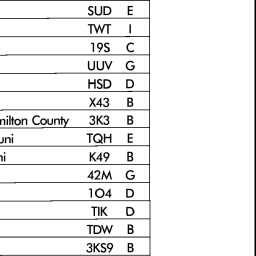 SUD E
TWT I
19S C
UUV G
HSD D
X43 B
milton County 3K3 B
uni TQH E
ni K49 B
42M G
1O4 D
TIK D
TDW B
3KS9 B